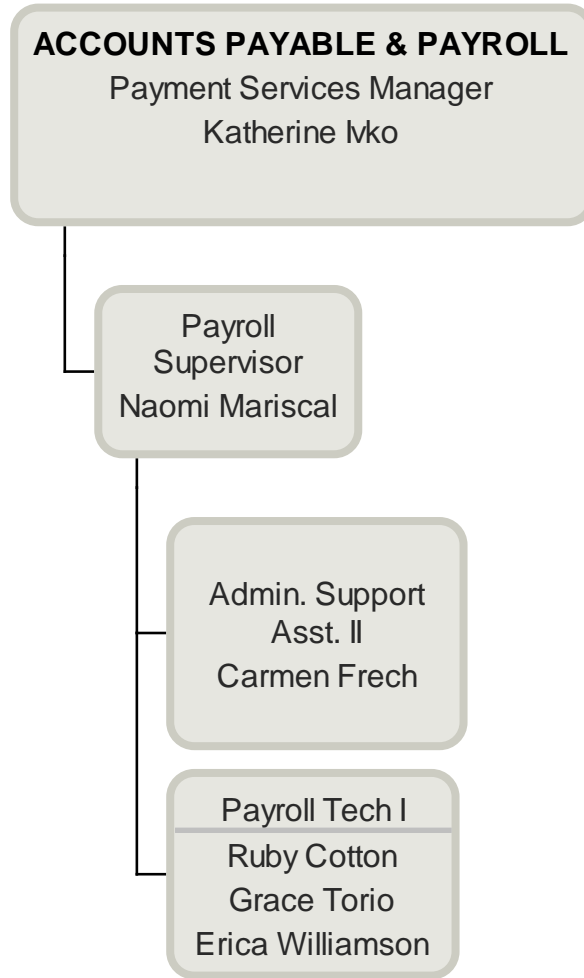 ACCOUNTS PAYABLE & PAYROLL
Payment Services Manager
Katherine Ivko
Payroll
Supervisor
Naomi Mariscal
Admin. Support
Asst. II
Carmen Frech
Payroll Tech I
Ruby Cotton
Grace Torio
Erica Williamson